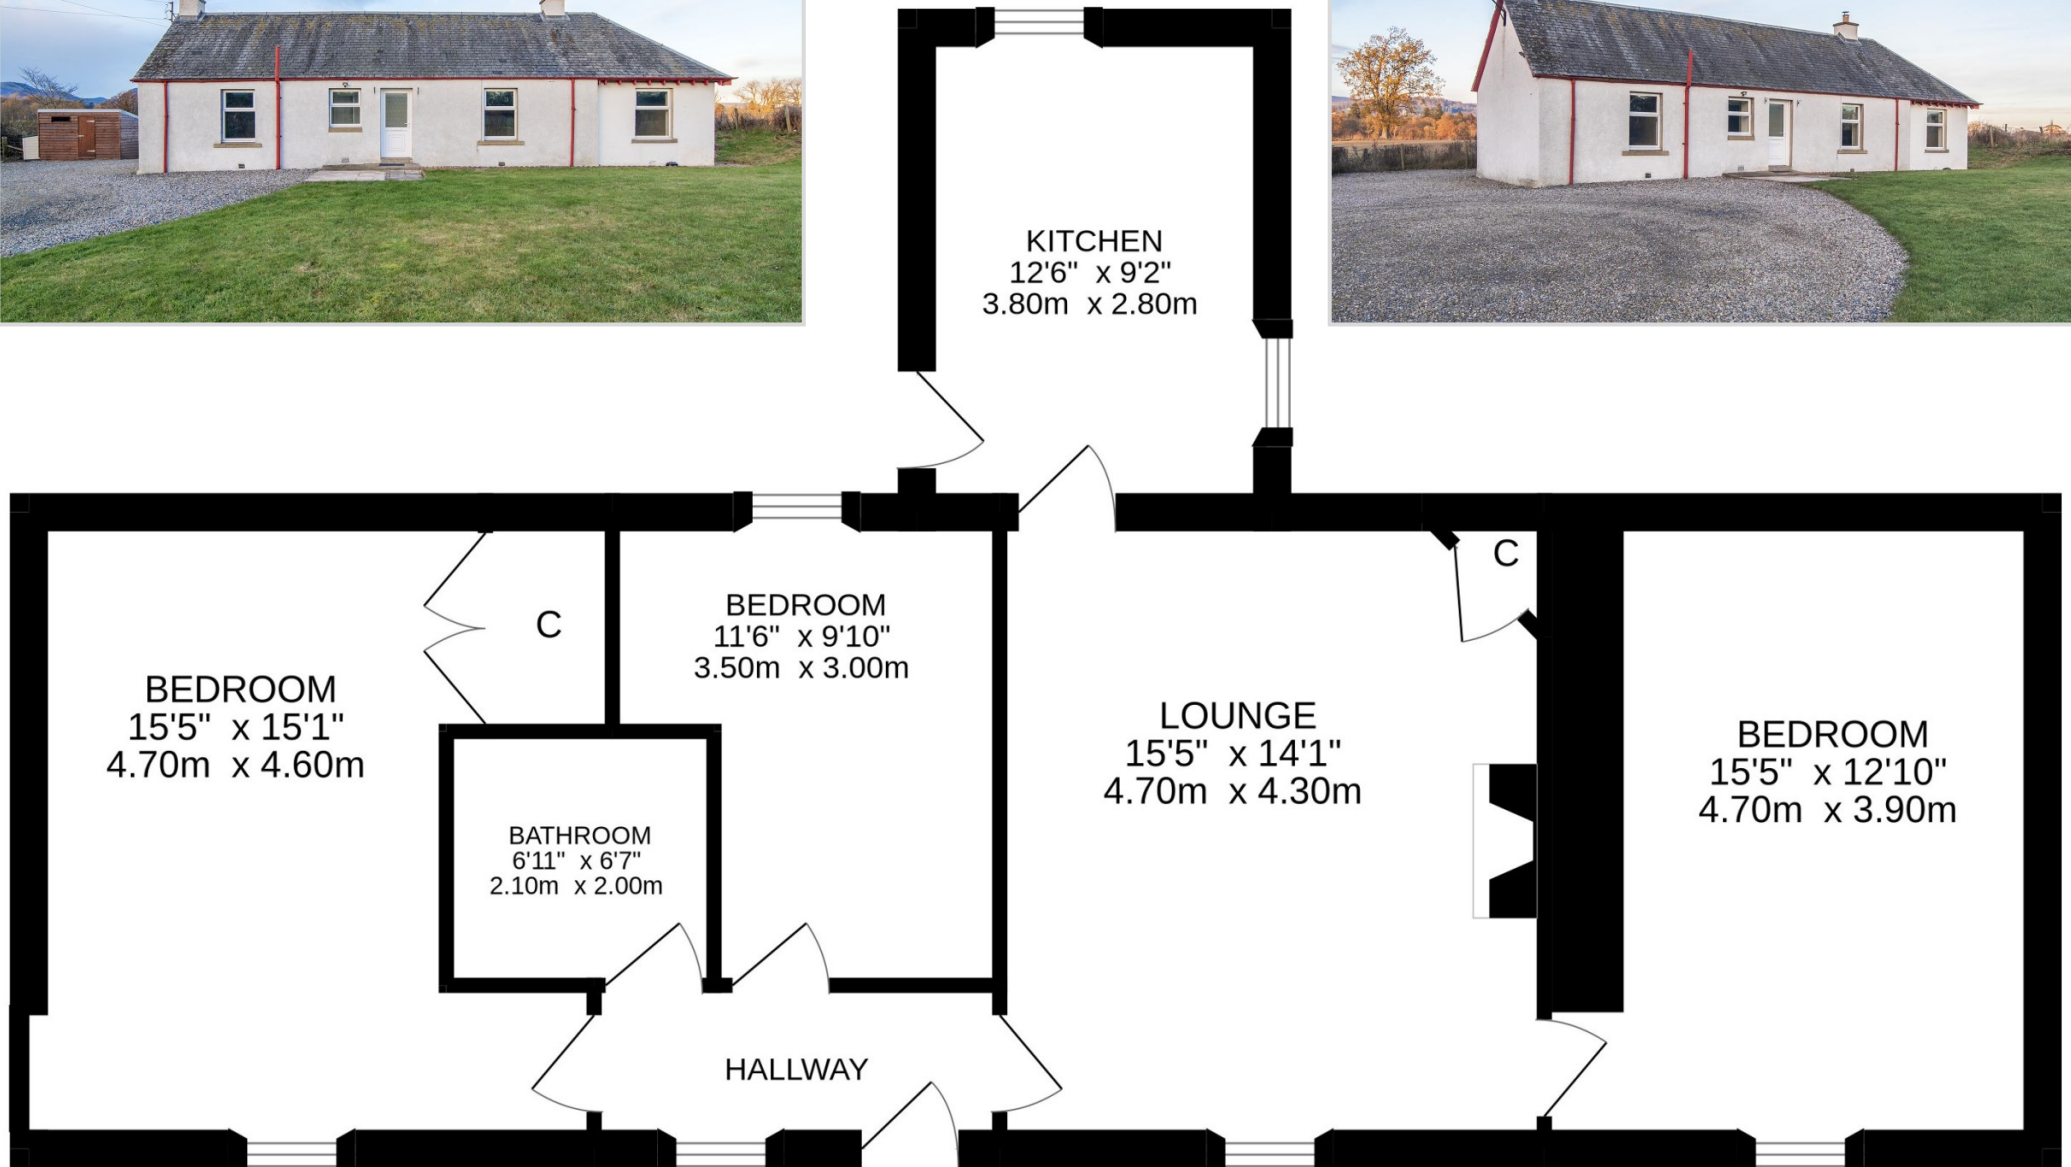 KITCHEN
12'6" x 9'2"
3.80m x 2.80m
BEDROOM
15'5" x 15'1"
4.70m x 4.60m
C
BEDROOM
11'6" x 9'10"
3.50m x 3.00m
BATHROOM
6'11" x 6'7"
2.10m x 2.00m
HALLWAY
LOUNGE
15'5" x 14'1"
4.70m x 4.30m
C
BEDROOM
15'5" x 12'10"
4.70m x 3.90m